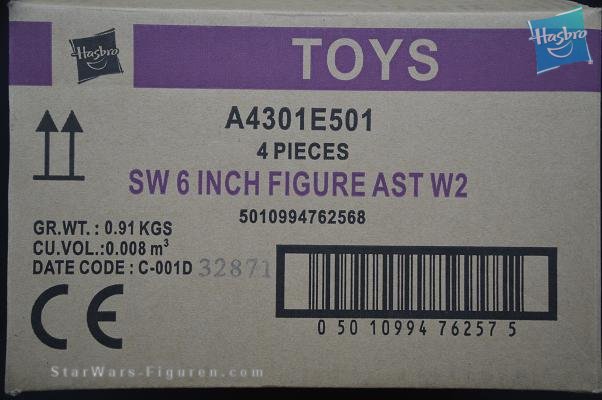 Hasbro
TOYS
Hasbro
A4301E501
4 PIECES
SW 6 INCH FIGURE AST W2
5010994762568
GR.WT. : 0.91 KGS
CU.VOL.:0.008 m³
DATE CODE : C-001D 32871
CE
0 50 10994 76257 5
StarWars-Figuren.com